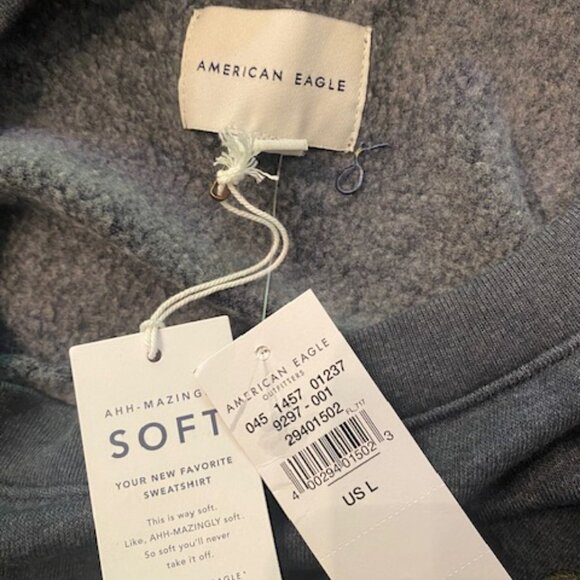 AMERICAN EAGLE
AHH-MAZINGLY
SOFT
YOUR NEW FAVORITE
SWEATSHIRT
This is way soft.
Like, AHH-MAZINGLY soft.
So soft you'll never
take it off.
EAGLE
AMERICAN EAGLE
OUTFITTERS
045 1457 01237
9297-001
29401502
FL_717
4 00294 01502 3
US L